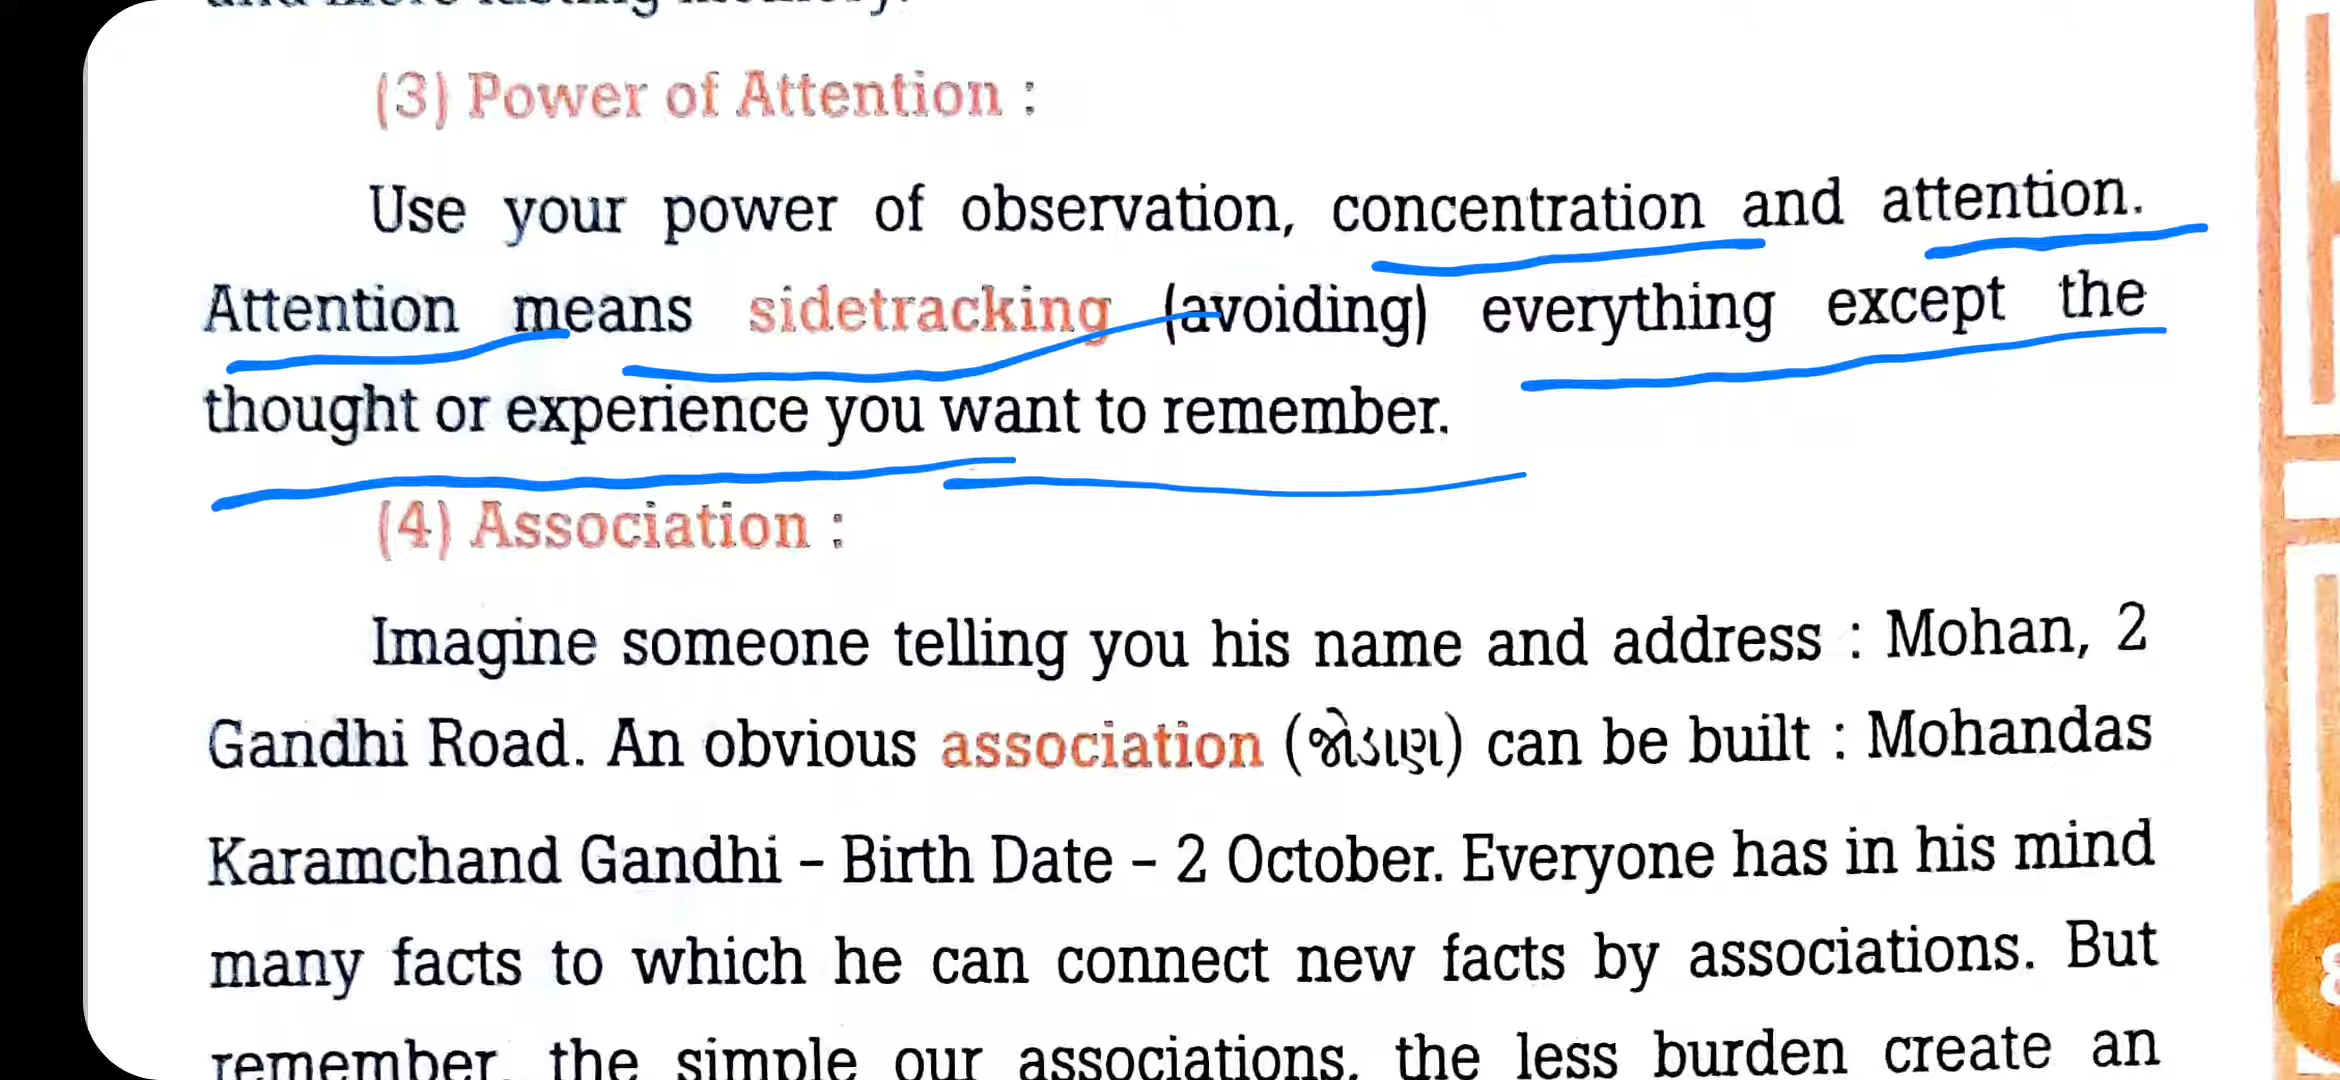 and more lasting memory.
(3) Power of Attention :
Use your power of observation, concentration and attention.
Attention means sidetracking (avoiding) everything except the
thought or experience you want to remember.
(4) Association :
Imagine someone telling you his name and address : Mohan, 2
Gandhi Road. An obvious association (જોડાણ) can be built : Mohandas
Karamchand Gandhi – Birth Date – 2 October. Everyone has in his mind
many facts to which he can connect new facts by associations. But
remember, the simple our associations, the less burden create an